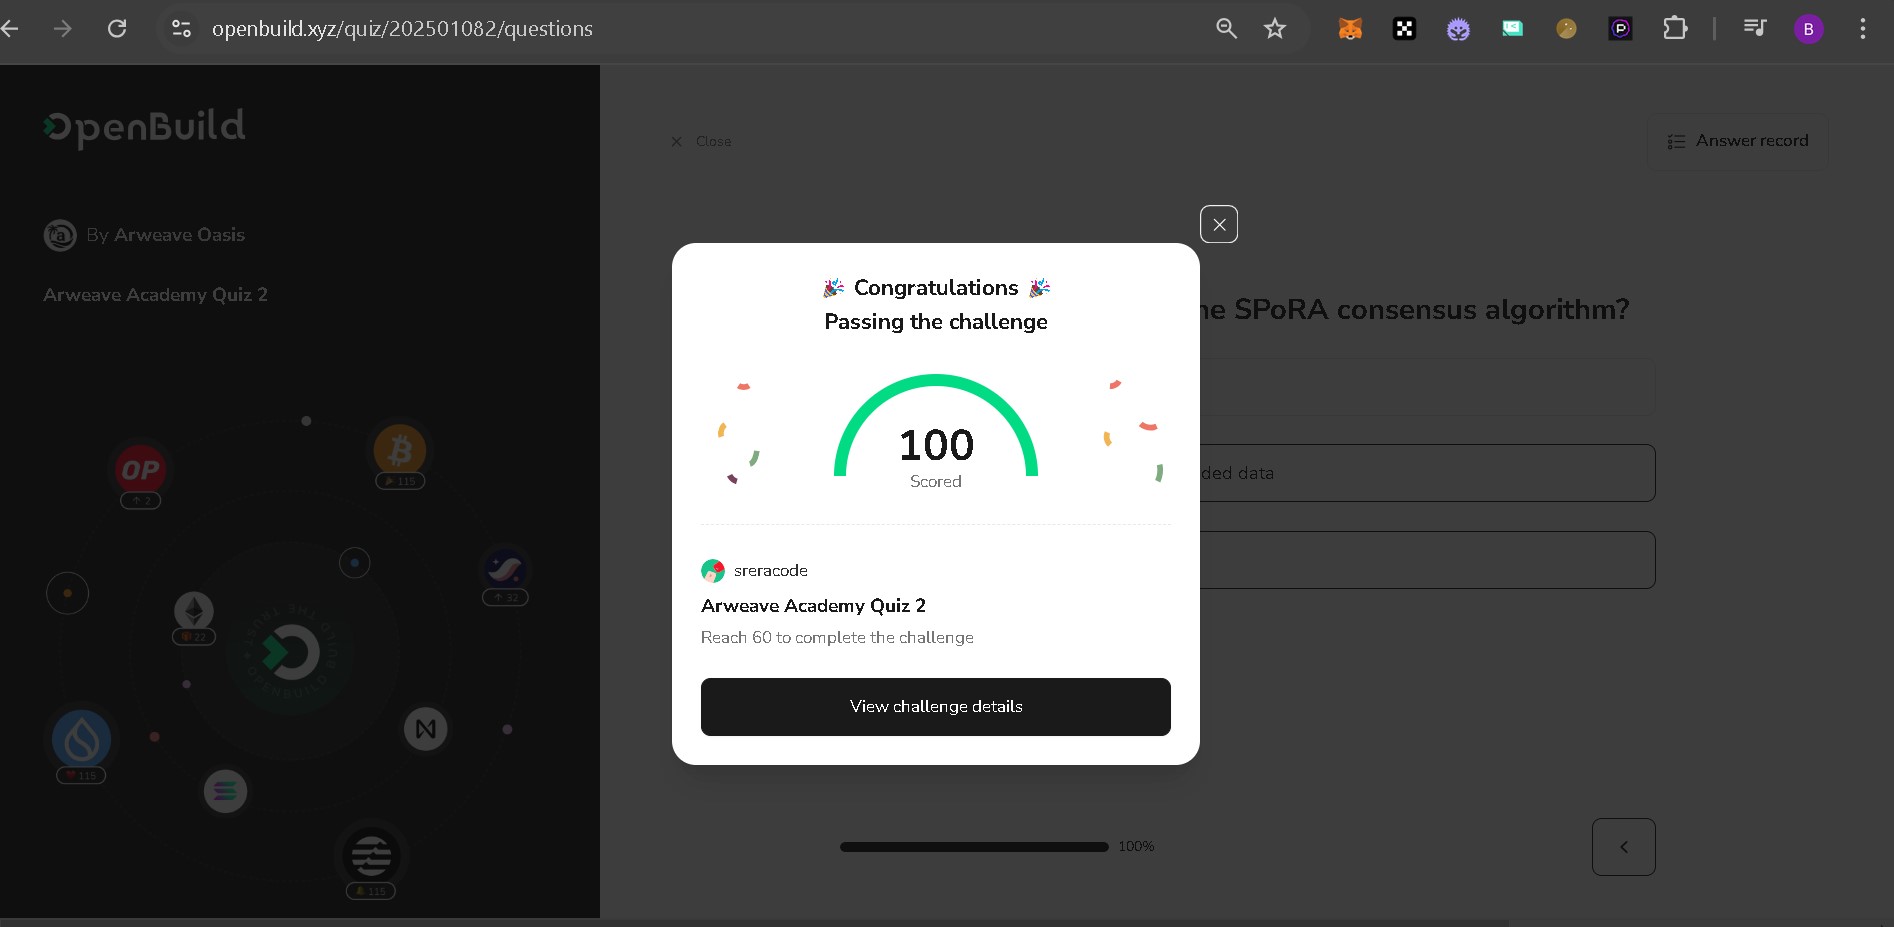 openbuild.xyz/quiz/202501082/questions
B
OpenBuild
Close
Answer record
By Arweave Oasis
Arweave Academy Quiz 2
🎉 Congratulations 🎉
Passing the challenge
he SPoRA consensus algorithm?
100
Scored
ded data
sreracode
Arweave Academy Quiz 2
Reach 60 to complete the challenge
View challenge details
100%
OP
2
115
32
22
115
115